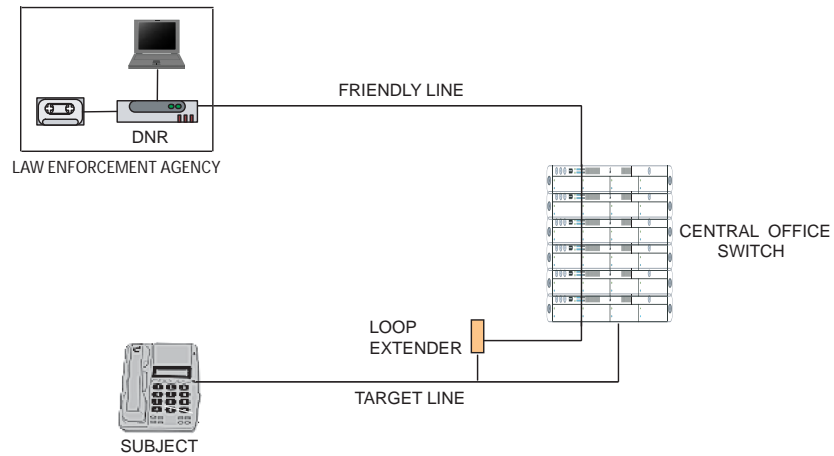 FRIENDLY LINE
DNR
LAW ENFORCEMENT AGENCY
CENTRAL OFFICE
SWITCH
LOOP
EXTENDER
TARGET LINE
SUBJECT